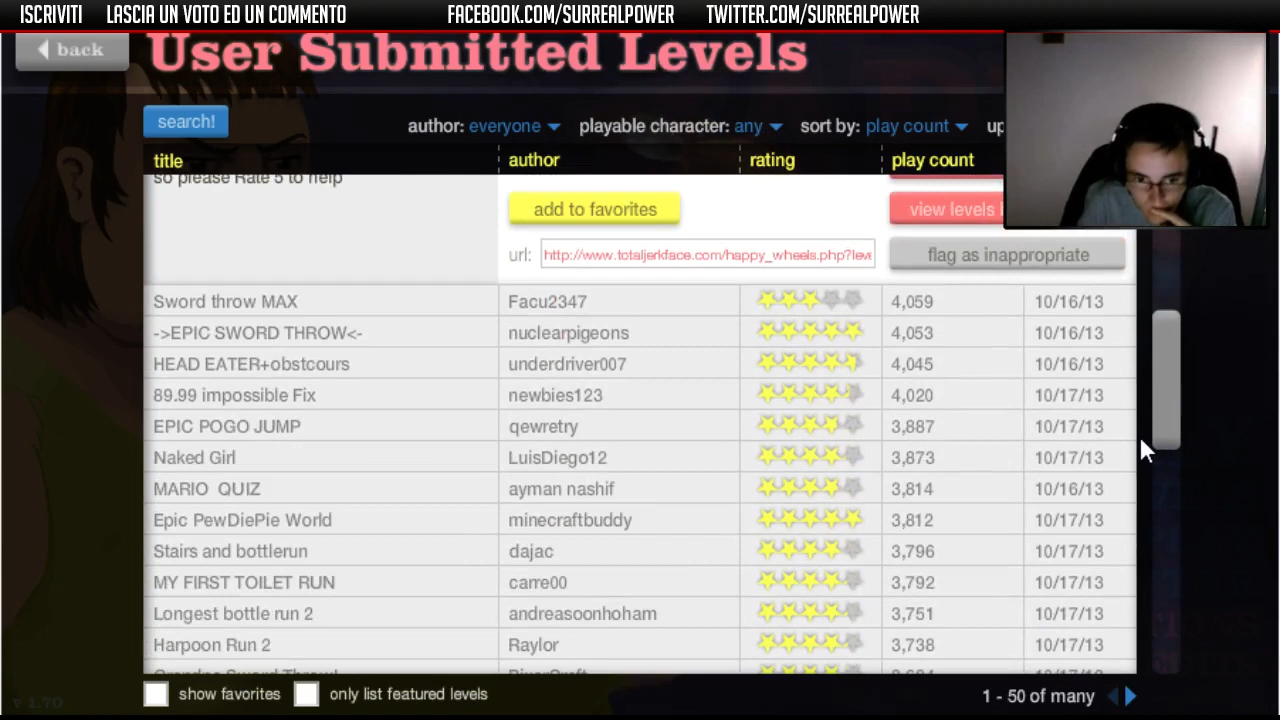 ISCRIVITI LASCIA UN VOTO ED UN COMMENTO FACEBOOK.COM/SURREALPOWER TWITTER.COM/SURREALPOWER
back User Submitted Levels
search! author: everyone playable character: any sort by: play count up
title author rating play count
so please Rate 5 to help
add to favorites view levels
url: http://www.totaljerkface.com/happy_wheels.php?leve flag as inappropriate
Sword throw MAX Facu2347 4,059 10/16/13
->EPIC SWORD THROW<- nuclearpigeons 4,053 10/16/13
HEAD EATER+obstcours underdriver007 4,045 10/16/13
89.99 impossible Fix newbies123 4,020 10/17/13
EPIC POGO JUMP qewretry 3,887 10/17/13
Naked Girl LuisDiego12 3,873 10/17/13
MARIO QUIZ ayman nashif 3,814 10/16/13
Epic PewDiePie World minecraftbuddy 3,812 10/17/13
Stairs and bottlerun dajac 3,796 10/17/13
MY FIRST TOILET RUN carre00 3,792 10/17/13
Longest bottle run 2 andreasoonhoham 3,751 10/17/13
Harpoon Run 2 Raylor 3,738 10/17/13
show favorites only list featured levels 1 - 50 of many
v 1.70